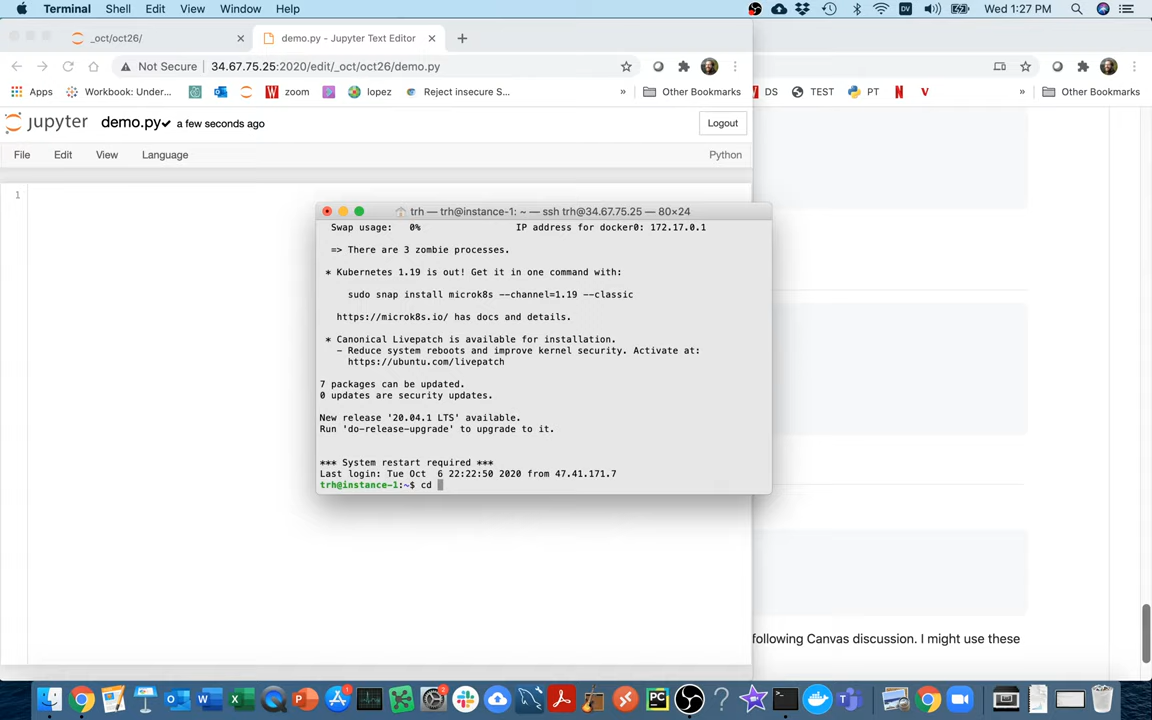 Terminal Shell Edit View Window Help
Wed 1:27 PM
_oct/oct26/
demo.py - Jupyter Text Editor
Not Secure 34.67.75.25:2020/edit/_oct/oct26/demo.py
Apps Workbook: Under... zoom lopez Reject insecure S... » Other Bookmarks
DS TEST PT » Other Bookmarks
jupyter demo.py a few seconds ago Logout
File Edit View Language Python
1
trh — trh@instance-1: ~ — ssh trh@34.67.75.25 — 80×24
Swap usage: 0% IP address for docker0: 172.17.0.1
=> There are 3 zombie processes.
* Kubernetes 1.19 is out! Get it in one command with:
sudo snap install microk8s --channel=1.19 --classic
https://microk8s.io/ has docs and details.
* Canonical Livepatch is available for installation.
- Reduce system reboots and improve kernel security. Activate at:
https://ubuntu.com/livepatch
7 packages can be updated.
0 updates are security updates.
New release '20.04.1 LTS' available.
Run 'do-release-upgrade' to upgrade to it.
*** System restart required ***
Last login: Tue Oct  6 22:22:50 2020 from 47.41.171.7
trh@instance-1:~$ cd
following Canvas discussion. I might use these